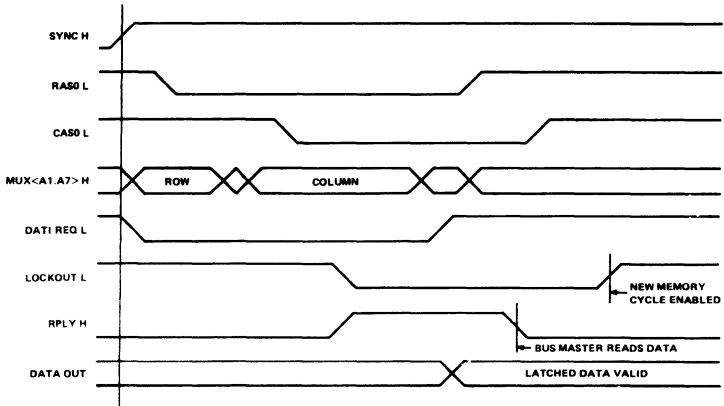 SYNC H
RAS0 L
CAS0 L
MUX<A1.A7> H
ROW
COLUMN
DATI REQ L
LOCKOUT L
NEW MEMORY
CYCLE ENABLED
RPLY H
BUS MASTER READS DATA
DATA OUT
LATCHED DATA VALID